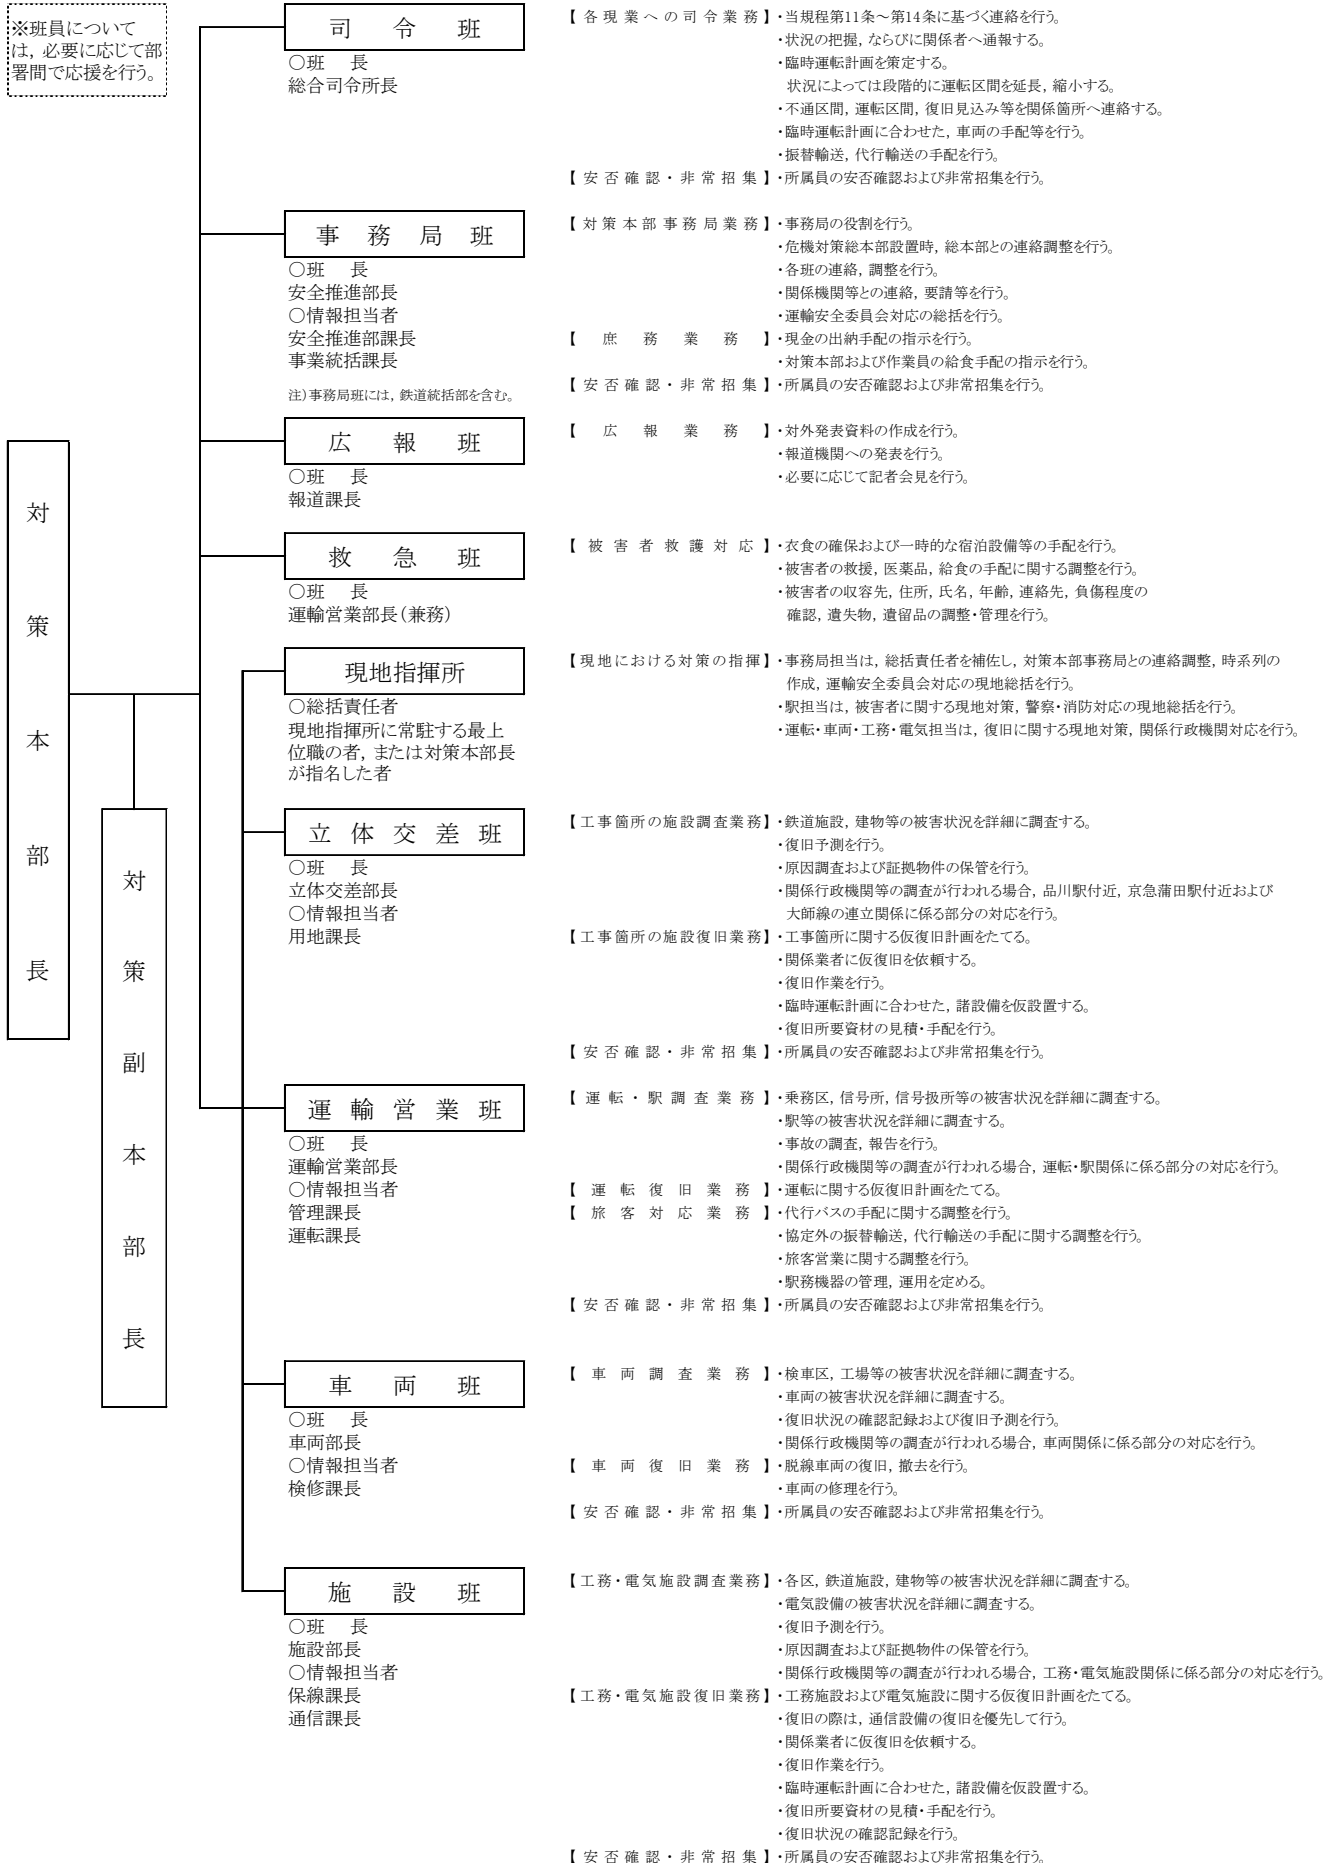 ※班員について
は，必要に応じて部
署間で応援を行う。
対策本部長
対策副本部長
司令班
○班　長
総合司令所長
【各現業への司令業務】・当規程第11条～第14条に基づく連絡を行う。
・状況の把握，ならびに関係者へ通報する。
・臨時運転計画を策定する。
状況によっては段階的に運転区間を延長，縮小する。
・不通区間，運転区間，復旧見込み等を関係箇所へ連絡する。
・臨時運転計画に合わせた，車両の手配等を行う。
・振替輸送，代行輸送の手配を行う。
【安否確認・非常招集】・所属員の安否確認および非常招集を行う。
事務局班
○班　長
安全推進部長
○情報担当者
安全推進部課長
事業統括課長
注）事務局班には，鉄道統括部を含む。
【対策本部事務局業務】・事務局の役割を行う。
・危機対策総本部設置時，総本部との連絡調整を行う。
・各班の連絡，調整を行う。
・関係機関等との連絡，要請等を行う。
・運輸安全委員会対応の総括を行う。
【庶務業務】・現金の出納手配の指示を行う。
・対策本部および作業員の給食手配の指示を行う。
【安否確認・非常招集】・所属員の安否確認および非常招集を行う。
広報班
○班　長
報道課長
【広報業務】・対外発表資料の作成を行う。
・報道機関への発表を行う。
・必要に応じて記者会見を行う。
救急班
○班　長
運輸営業部長（兼務）
【被害者救護対応】・衣食の確保および一時的な宿泊設備等の手配を行う。
・被害者の救援，医薬品，給食の手配に関する調整を行う。
・被害者の収容先，住所，氏名，年齢，連絡先，負傷程度の
確認，遺失物，遺留品の調整・管理を行う。
現地指揮所
○総括責任者
現地指揮所に常駐する最上
位職の者，または対策本部長
が指名した者
【現地における対策の指揮】・事務局担当は，総括責任者を補佐し，対策本部事務局との連絡調整，時系列の
作成，運輸安全委員会対応の現地総括を行う。
・駅担当は，被害者に関する現地対策，警察・消防対応の現地総括を行う。
・運転・車両・工務・電気担当は，復旧に関する現地対策，関係行政機関対応を行う。
立体交差班
○班　長
立体交差部長
○情報担当者
用地課長
【工事箇所の施設調査業務】・鉄道施設，建物等の被害状況を詳細に調査する。
・復旧予測を行う。
・原因調査および証拠物件の保管を行う。
・関係行政機関等の調査が行われる場合，品川駅付近，京急蒲田駅付近および
大師線の連立関係に係る部分の対応を行う。
【工事箇所の施設復旧業務】・工事箇所に関する仮復旧計画をたてる。
・関係業者に仮復旧を依頼する。
・復旧作業を行う。
・臨時運転計画に合わせた，諸設備を仮設置する。
・復旧所要資材の見積・手配を行う。
【安否確認・非常招集】・所属員の安否確認および非常招集を行う。
運輸営業班
○班　長
運輸営業部長
○情報担当者
管理課長
運転課長
【運転・駅調査業務】・乗務区，信号所，信号扱所等の被害状況を詳細に調査する。
・駅等の被害状況を詳細に調査する。
・事故の調査，報告を行う。
・関係行政機関等の調査が行われる場合，運転・駅関係に係る部分の対応を行う。
【運転復旧業務】・運転に関する仮復旧計画をたてる。
【旅客対応業務】・代行バスの手配に関する調整を行う。
・協定外の振替輸送，代行輸送の手配に関する調整を行う。
・旅客営業に関する調整を行う。
・駅務機器の管理，運用を定める。
【安否確認・非常招集】・所属員の安否確認および非常招集を行う。
車両班
○班　長
車両部長
○情報担当者
検修課長
【車両調査業務】・検車区，工場等の被害状況を詳細に調査する。
・車両の被害状況を詳細に調査する。
・復旧状況の確認記録および復旧予測を行う。
・関係行政機関等の調査が行われる場合，車両関係に係る部分の対応を行う。
【車両復旧業務】・脱線車両の復旧，撤去を行う。
・車両の修理を行う。
【安否確認・非常招集】・所属員の安否確認および非常招集を行う。
施設班
○班　長
施設部長
○情報担当者
保線課長
通信課長
【工務・電気施設調査業務】・各区，鉄道施設，建物等の被害状況を詳細に調査する。
・電気設備の被害状況を詳細に調査する。
・復旧予測を行う。
・原因調査および証拠物件の保管を行う。
・関係行政機関等の調査が行われる場合，工務・電気施設関係に係る部分の対応を行う。
【工務・電気施設復旧業務】・工務施設および電気施設に関する仮復旧計画をたてる。
・復旧の際は，通信設備の復旧を優先して行う。
・関係業者に仮復旧を依頼する。
・復旧作業を行う。
・臨時運転計画に合わせた，諸設備を仮設置する。
・復旧所要資材の見積・手配を行う。
・復旧状況の確認記録を行う。
【安否確認・非常招集】・所属員の安否確認および非常招集を行う。